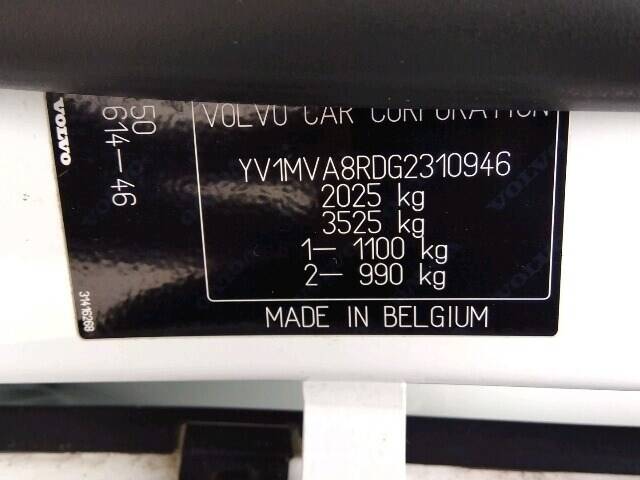 VOLVO CAR CORPORATION
YV1MVA8RDG2310946
2025 kg
3525 kg
1— 1100 kg
2— 990 kg
MADE IN BELGIUM
50
614—46
VOLVO
31416268